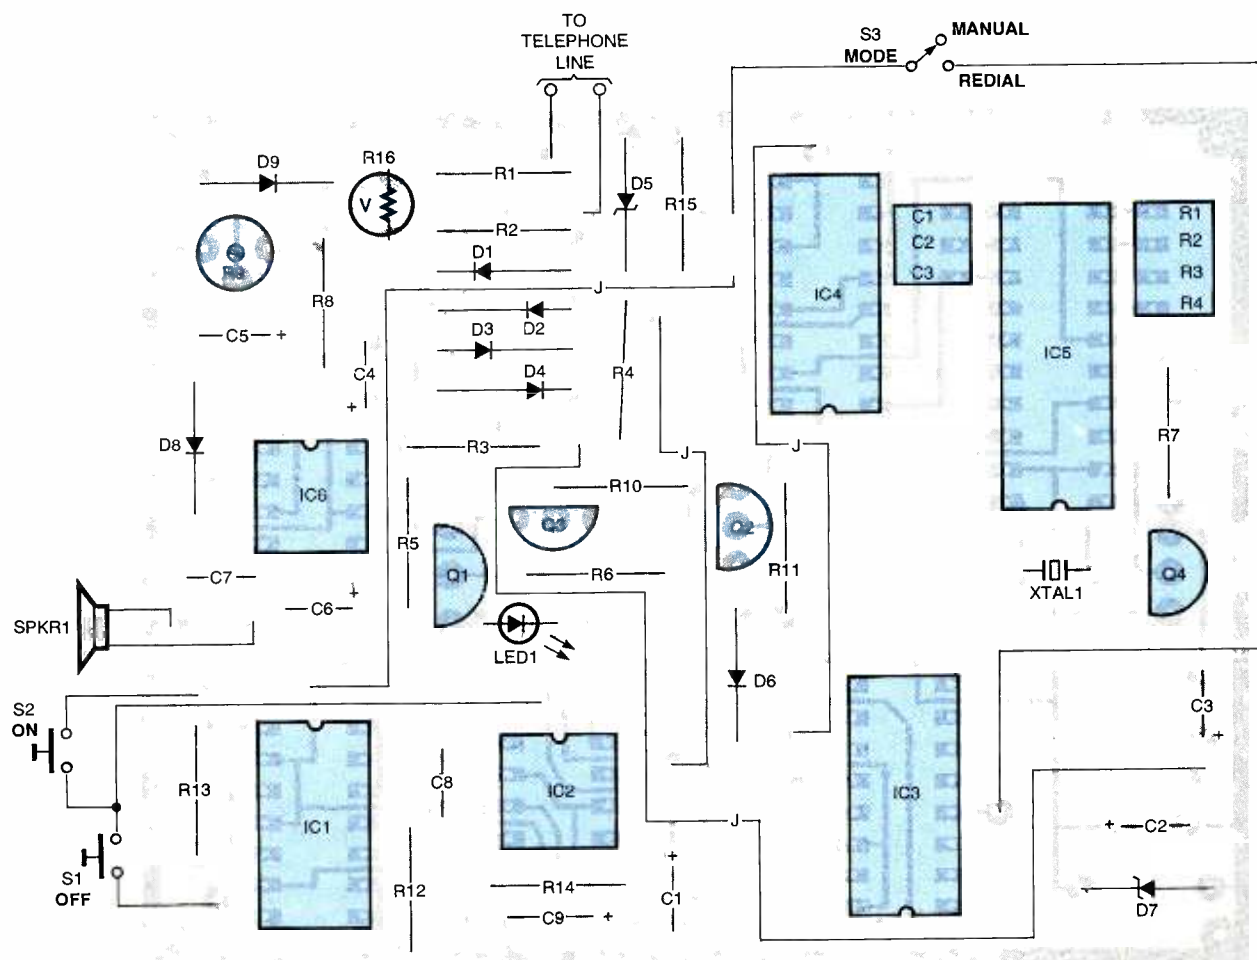 TO
TELEPHONE
LINE
S3
MODE
MANUAL
REDIAL
D9
R16
V
R1
R2
D1
D5
R15
J
D2
D3
D4
R4
R8
C5 +
C4
+
R3
R10
D8
IC6
R5
Q1
R6
R11
C7
C6
+
SPKR1
LED1
D6
J
J
IC4
C1
C2
C3
IC5
R1
R2
R3
R4
R7
XTAL1
Q4
S2
ON
S1
OFF
R13
IC1
C8
IC2
R12
R14
C9 +
+
C1
J
IC3
C3
+
+ C2
D7